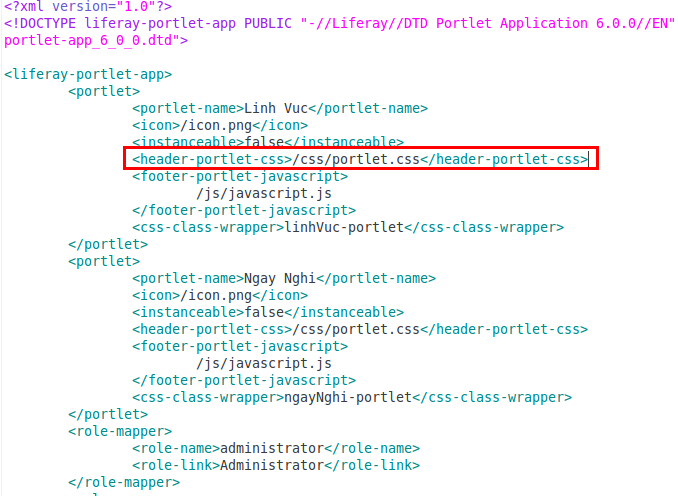 <?xml version="1.0"?>
<!DOCTYPE liferay-portlet-app PUBLIC "-//Liferay//DTD Portlet Application 6.0.0//EN"
portlet-app_6_0_0.dtd">
<liferay-portlet-app>
<portlet>
<portlet-name>Linh Vuc</portlet-name>
<icon>/icon.png</icon>
<instanceable>false</instanceable>
<header-portlet-css>/css/portlet.css</header-portlet-css>
<footer-portlet-javascript>
/js/javascript.js
</footer-portlet-javascript>
<css-class-wrapper>linhVuc-portlet</css-class-wrapper>
</portlet>
<portlet>
<portlet-name>Ngay Nghi</portlet-name>
<icon>/icon.png</icon>
<instanceable>false</instanceable>
<header-portlet-css>/css/portlet.css</header-portlet-css>
<footer-portlet-javascript>
/js/javascript.js
</footer-portlet-javascript>
<css-class-wrapper>ngayNghi-portlet</css-class-wrapper>
</portlet>
<role-mapper>
<role-name>administrator</role-name>
<role-link>Administrator</role-link>
</role-mapper>